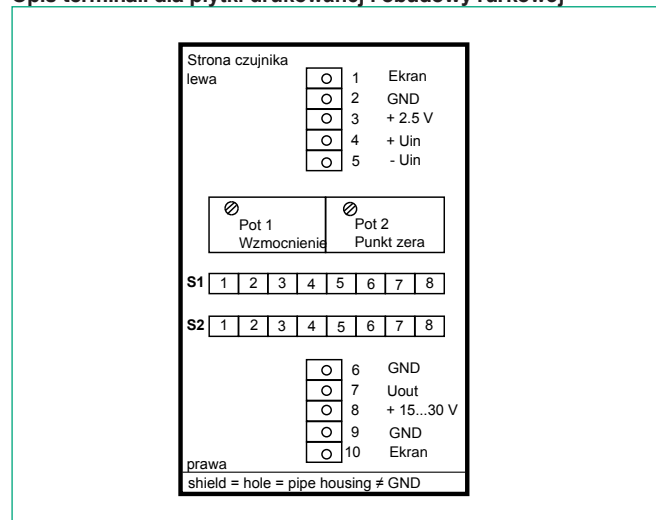 Opis terminali dla płytki drukowanej i obudowy rurkowej
Strona czujnika
lewa
1 Ekran
2 GND
3 + 2.5 V
4 + Uin
5 - Uin
Pot 1
Wzmocnienie
Pot 2
Punkt zera
S1 1 2 3 4 5 6 7 8
S2 1 2 3 4 5 6 7 8
6 GND
7 Uout
8 + 15...30 V
9 GND
10 Ekran
prawa
shield = hole = pipe housing ≠ GND